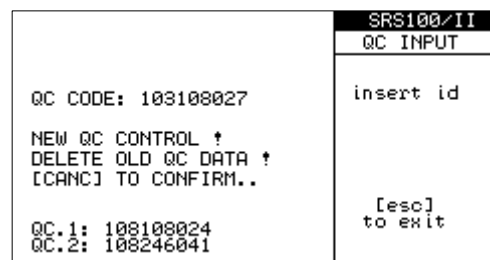 SRS100/II
QC INPUT
insert id
QC CODE: 103108027
NEW QC CONTROL !
DELETE OLD QC DATA !
[CANC] TO CONFIRM..
[esc]
to exit
QC.1: 108108024
QC.2: 108246041